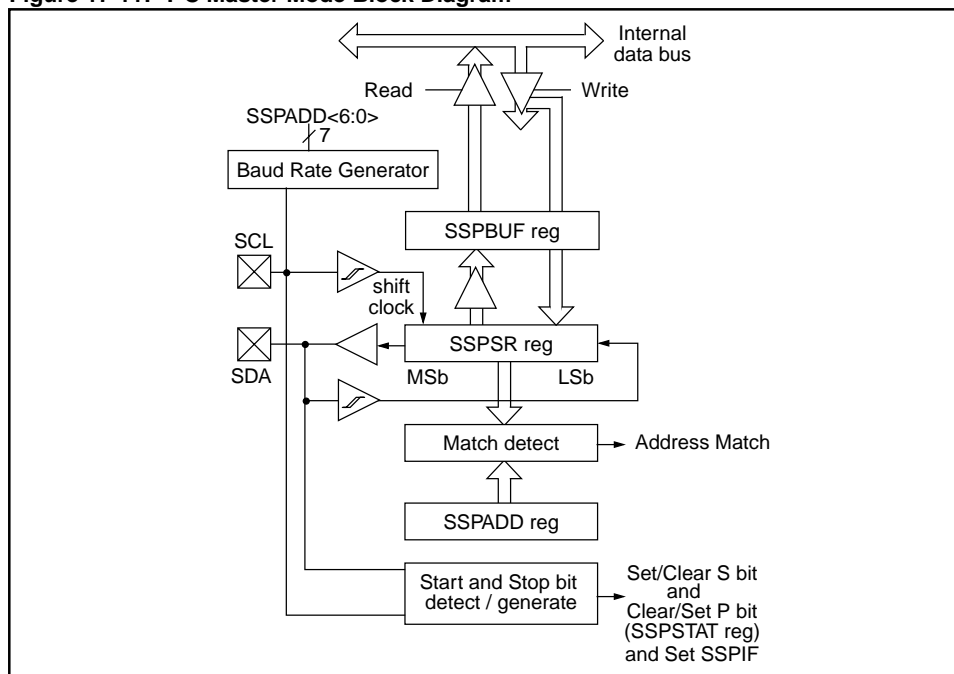 Internal
data bus
Read
Write
SSPADD<6:0>
7
Baud Rate Generator
SSPBUF reg
SCL
shift
clock
SSPSR reg
SDA
MSb
LSb
Match detect
Address Match
SSPADD reg
Start and Stop bit
detect / generate
Set/Clear S bit
and
Clear/Set P bit
(SSPSTAT reg)
and Set SSPIF